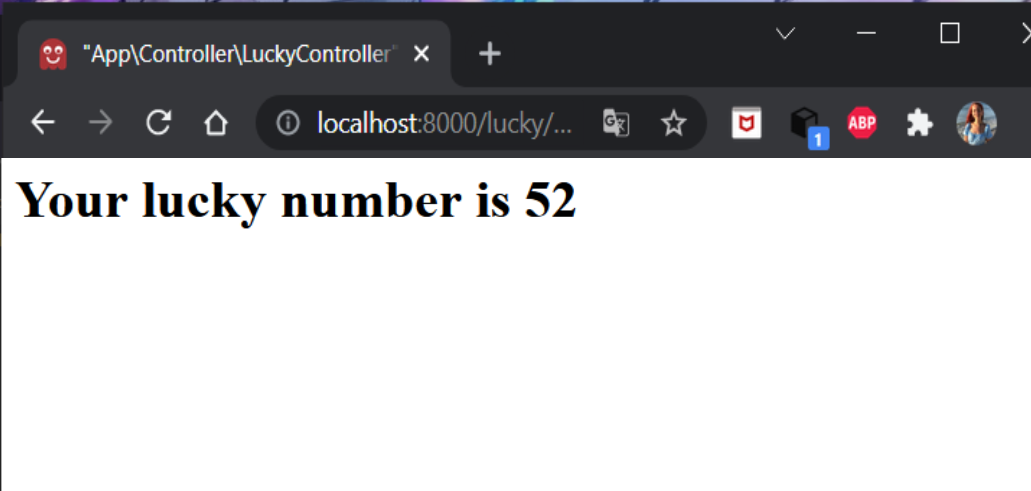 "App\Controller\LuckyController"
localhost:8000/lucky/...
ABP
1
Your lucky number is 52